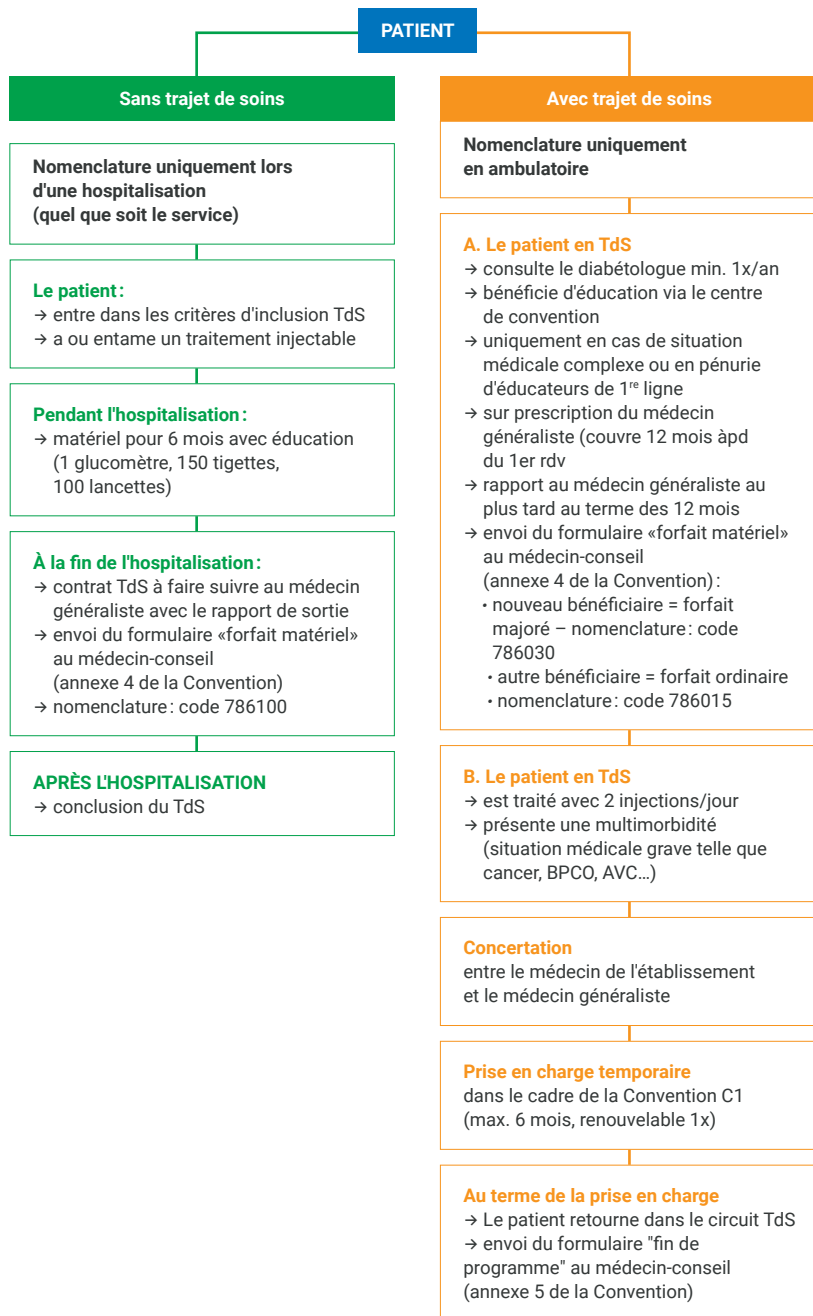 PATIENT
Sans trajet de soins
Nomenclature uniquement lors
d'une hospitalisation
(quel que soit le service)
Le patient :
→ entre dans les critères d'inclusion TdS
→ a ou entame un traitement injectable
Pendant l'hospitalisation :
→ matériel pour 6 mois avec éducation
(1 glucomètre, 150 tigettes,
100 lancettes)
À la fin de l'hospitalisation :
→ contrat TdS à faire suivre au médecin
généraliste avec le rapport de sortie
→ envoi du formulaire «forfait matériel»
au médecin-conseil
(annexe 4 de la Convention)
→ nomenclature : code 786100
APRÈS L'HOSPITALISATION
→ conclusion du TdS
Avec trajet de soins
Nomenclature uniquement
en ambulatoire
A. Le patient en TdS
→ consulte le diabétologue min. 1x/an
→ bénéficie d'éducation via le centre
de convention
→ uniquement en cas de situation
médicale complexe ou en pénurie
d'éducateurs de 1re ligne
→ sur prescription du médecin
généraliste (couvre 12 mois àpd
du 1er rdv
→ rapport au médecin généraliste au
plus tard au terme des 12 mois
→ envoi du formulaire «forfait matériel»
au médecin-conseil
(annexe 4 de la Convention) :
• nouveau bénéficiaire = forfait
majoré – nomenclature : code
786030
• autre bénéficiaire = forfait ordinaire
• nomenclature : code 786015
B. Le patient en TdS
→ est traité avec 2 injections/jour
→ présente une multimorbidité
(situation médicale grave telle que
cancer, BPCO, AVC…)
Concertation
entre le médecin de l'établissement
et le médecin généraliste
Prise en charge temporaire
dans le cadre de la Convention C1
(max. 6 mois, renouvelable 1x)
Au terme de la prise en charge
→ Le patient retourne dans le circuit TdS
→ envoi du formulaire "fin de
programme" au médecin-conseil
(annexe 5 de la Convention)